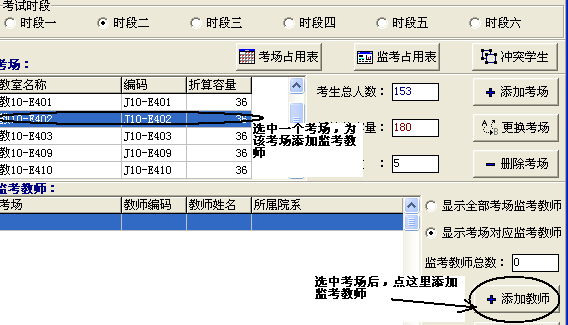 考试时段
时段一 时段二 时段三 时段四 时段五 时段六
考场占用表 监考占用表 冲突学生
考场：
教室名称 编码 折算容量
教10-E401 J10-E401 36
教10-E402 J10-E402 36
教10-E403 J10-E403 36
教10-E409 J10-E409 36
教10-E410 J10-E410 36
选中一个考场，为
该考场添加监考教
师
考生总人数： 153
量： 180
： 5
添加考场
更换考场
删除考场
监考教师：
考场 教师编码 教师姓名 所属院系
显示全部考场监考教师
显示考场对应监考教师
监考教师总数： 0
选中考场后，点这里添加
监考教师
添加教师